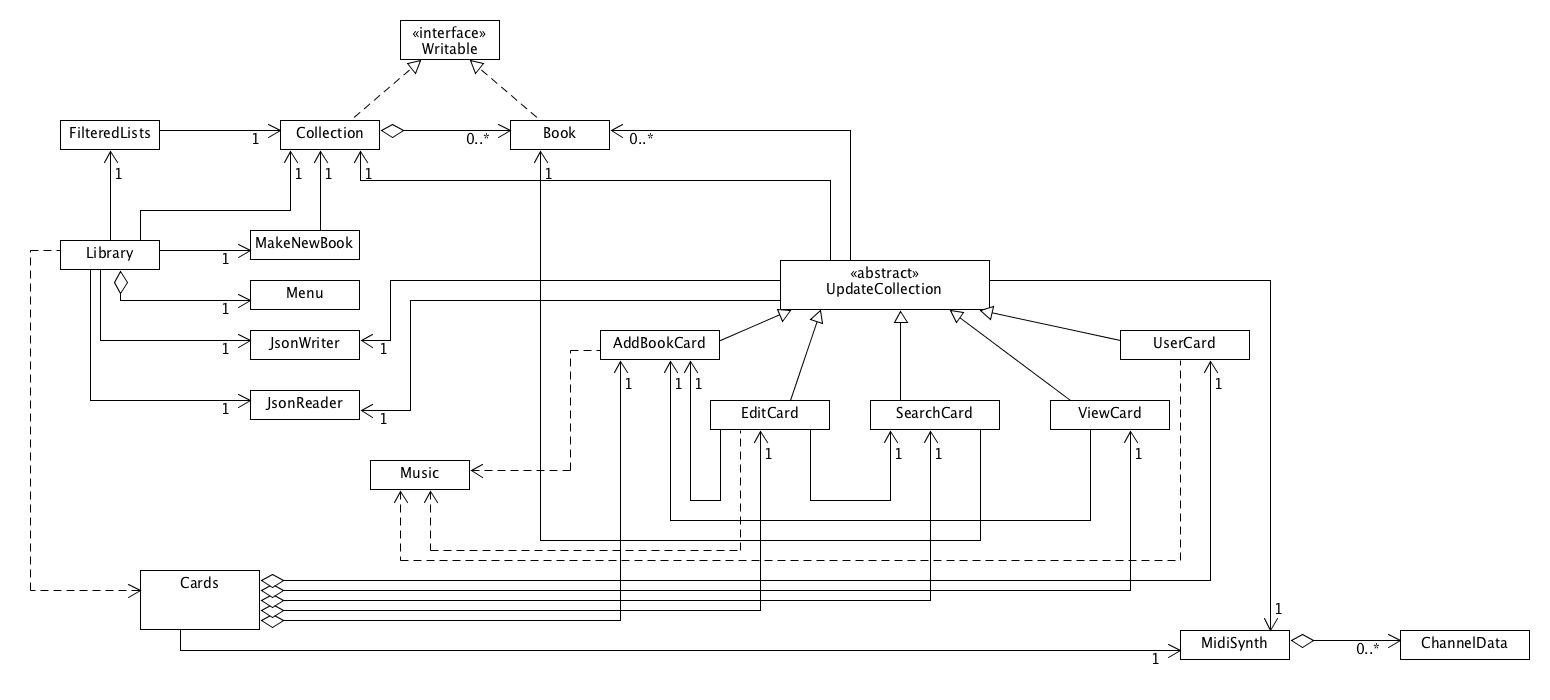 «interface»
Writable
FilteredLists
1
Collection
0..*
Book
0..*
1
1
1
1
1
Library
1
MakeNewBook
1
Menu
1
JsonWriter
1
1
JsonReader
1
«abstract»
UpdateCollection
AddBookCard
UserCard
1
1
1
1
EditCard
SearchCard
ViewCard
1
1
1
1
Music
Cards
1
1
MidiSynth
0..*
ChannelData